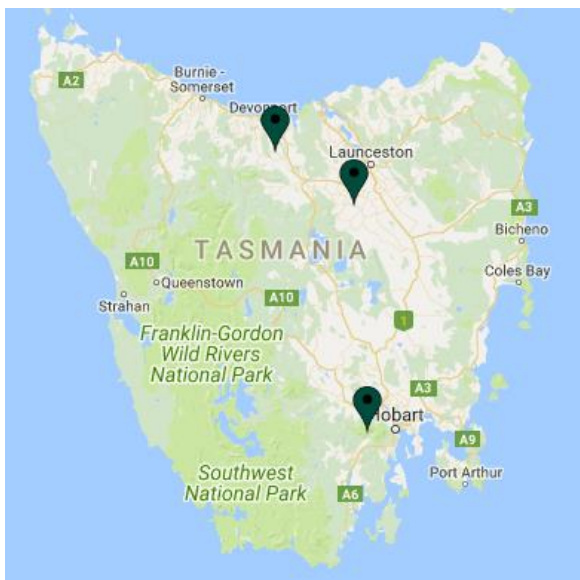 Burnie -
Somerset
A2
Devonport
Launceston
A3
Bicheno
TASMANIA
A10
Queenstown
Coles Bay
Strahan
A10
1
Franklin-Gordon
Wild Rivers
National Park
A3
Hobart
A9
Southwest
National Park
Port Arthur
A6